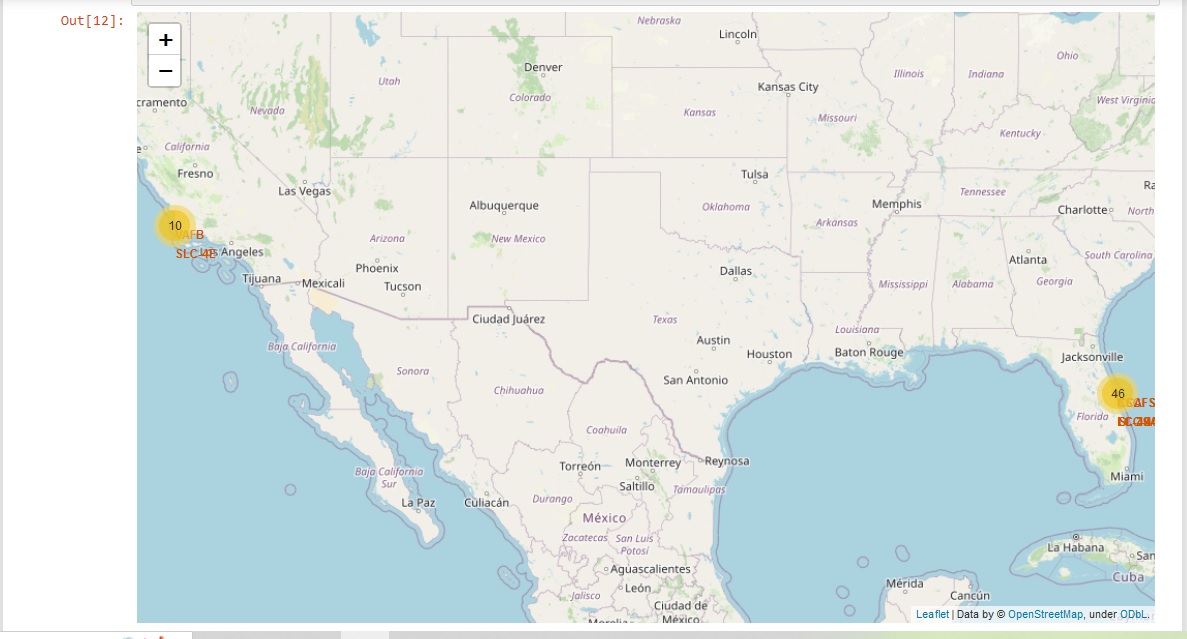 Out[12]:
+
−
Nebraska
Lincoln
Ohio
Denver
Utah
Illinois
Indiana
Colorado
Kansas City
cramento
Nevada
Kansas
Missouri
West Virginia
Kentucky
California
Fresno
Tulsa
Las Vegas
Tennessee
Albuquerque
Oklahoma
Memphis
Charlotte
North
Arkansas
10
Arizona
New Mexico
SLC-4E
Angeles
South Carolina
Atlanta
Phoenix
Dallas
Tijuana
Mexicali
Tucson
Mississippi
Alabama
Georgia
Ciudad Juárez
Texas
Louisiana
Austin
Baja California
Houston
Baton Rouge
Jacksonville
Sonora
San Antonio
Chihuahua
46
Florida
Coahuila
Torreón
Monterrey
Reynosa
Baja California
Sur
Miami
Saltillo
Tamaulipas
La Paz
Culiacán
Durango
México
Zacatecas
San Luis
Potosí
La Habana
San
Aguascalientes
Cuba
León
Mérida
Jalisco
Cancún
Ciudad de
México
Morelia
Leaflet | Data by © OpenStreetMap, under ODbL.